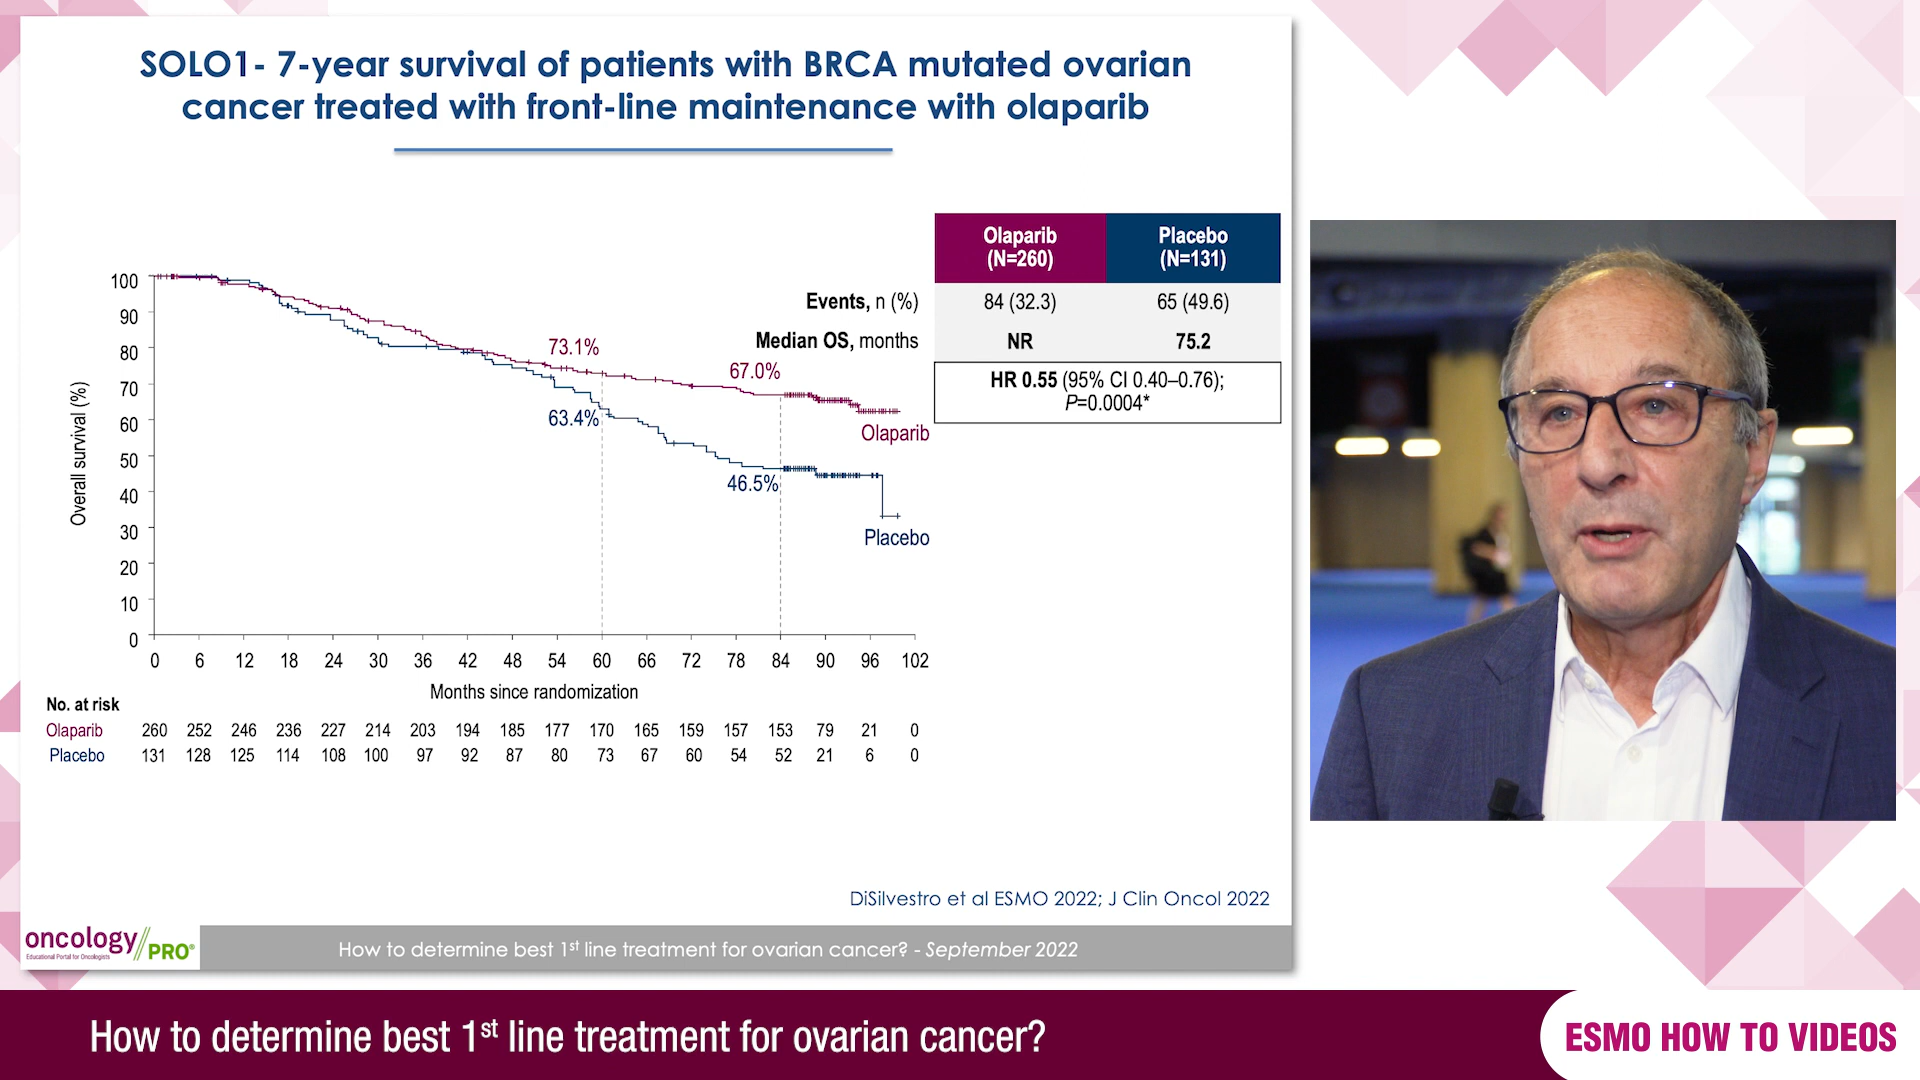 SOLO1- 7-year survival of patients with BRCA mutated ovarian
cancer treated with front-line maintenance with olaparib
Olaparib
(N=260)
Placebo
(N=131)
Events, n (%) 84 (32.3) 65 (49.6)
Median OS, months NR 75.2
HR 0.55 (95% CI 0.40–0.76);
P=0.0004*
Overall survival (%)
100
90
80
70
60
50
40
30
20
10
0
73.1%
67.0%
63.4%
46.5%
Olaparib
Placebo
0 6 12 18 24 30 36 42 48 54 60 66 72 78 84 90 96 102
Months since randomization
No. at risk
Olaparib 260 252 246 236 227 214 203 194 185 177 170 165 159 157 153 79 21 0
Placebo 131 128 125 114 108 100 97 92 87 80 73 67 60 54 52 21 6 0
DiSilvestro et al ESMO 2022; J Clin Oncol 2022
oncology//PRO®
Educational Portal for Oncologists
How to determine best 1st line treatment for ovarian cancer? - September 2022
How to determine best 1st line treatment for ovarian cancer?
ESMO HOW TO VIDEOS